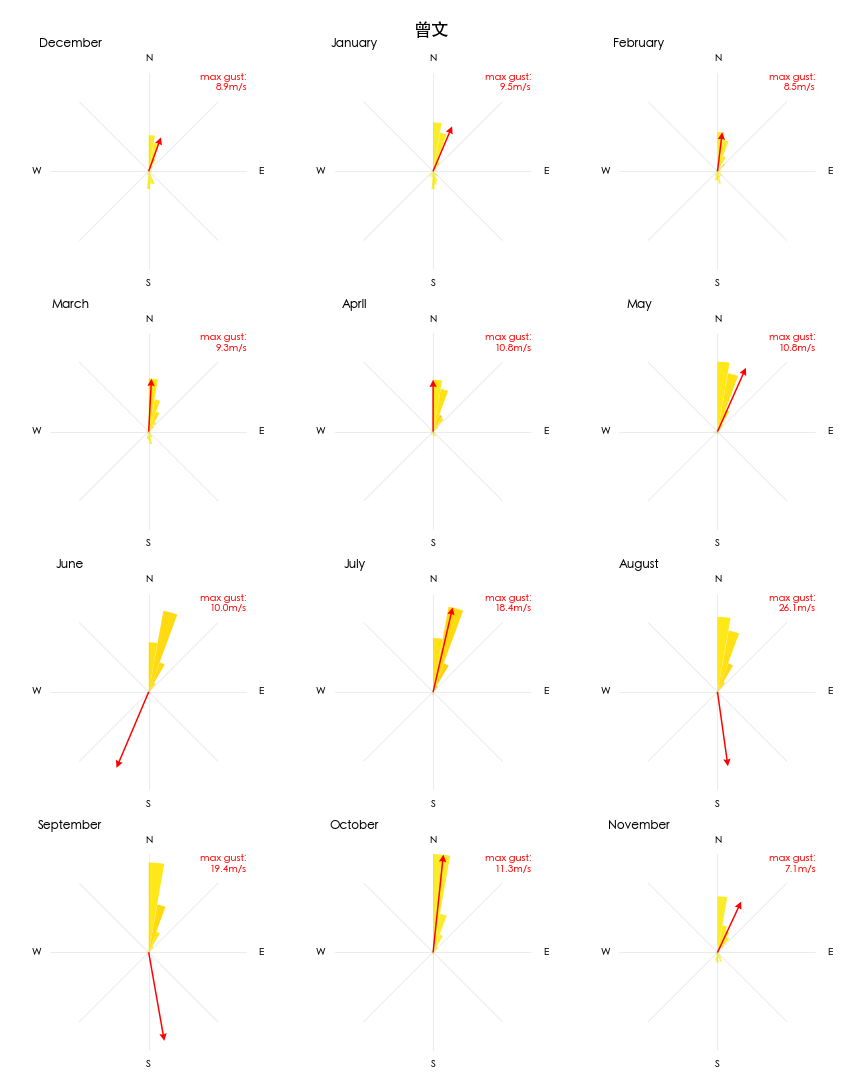 曾文
December
January
February
N
N
N
max gust:
8.9m/s
max gust:
9.5m/s
max gust:
8.5m/s
W
E
W
E
W
E
S
S
S
March
April
May
N
N
N
max gust:
9.3m/s
max gust:
10.8m/s
max gust:
10.8m/s
W
E
W
E
W
E
S
S
S
June
July
August
N
N
N
max gust:
10.0m/s
max gust:
18.4m/s
max gust:
26.1m/s
W
E
W
E
W
E
S
S
S
September
October
November
N
N
N
max gust:
19.4m/s
max gust:
11.3m/s
max gust:
7.1m/s
W
E
W
E
W
E
S
S
S